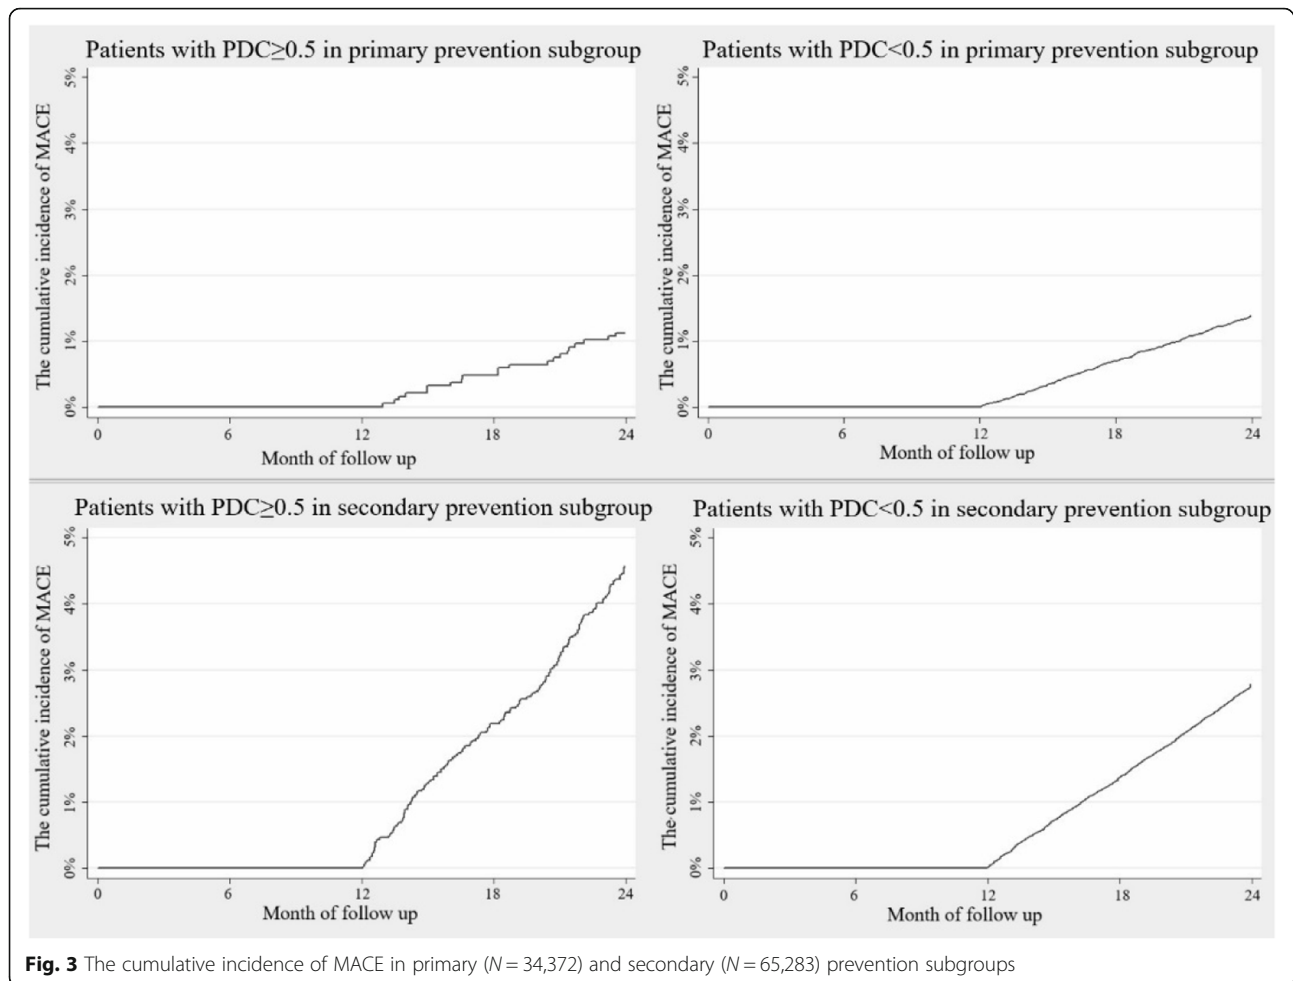 Patients with PDC≥0.5 in primary prevention subgroup
The cumulative incidence of MACE
5%
4%
3%
2%
1%
0%
0 6 12 18 24
Month of follow up
Patients with PDC<0.5 in primary prevention subgroup
The cumulative incidence of MACE
5%
4%
3%
2%
1%
0%
0 6 12 18 24
Month of follow up
Patients with PDC≥0.5 in secondary prevention subgroup
The cumulative incidence of MACE
5%
4%
3%
2%
1%
0%
0 6 12 18 24
Month of follow up
Patients with PDC<0.5 in secondary prevention subgroup
The cumulative incidence of MACE
5%
4%
3%
2%
1%
0%
0 6 12 18 24
Month of follow up
Fig. 3 The cumulative incidence of MACE in primary (N = 34,372) and secondary (N = 65,283) prevention subgroups